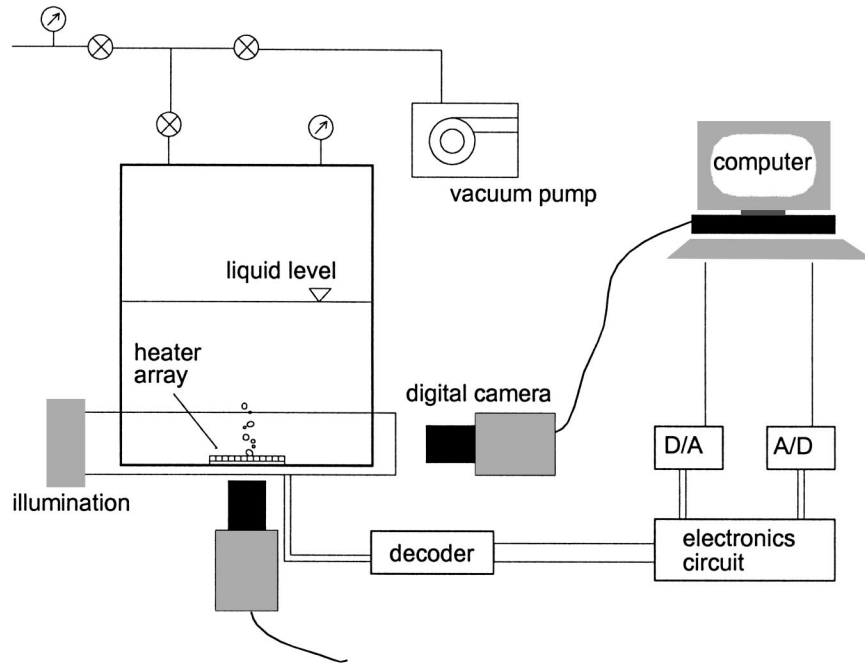 computer
vacuum pump
liquid level
heater
array
digital camera
D/A
A/D
illumination
decoder
electronics
circuit